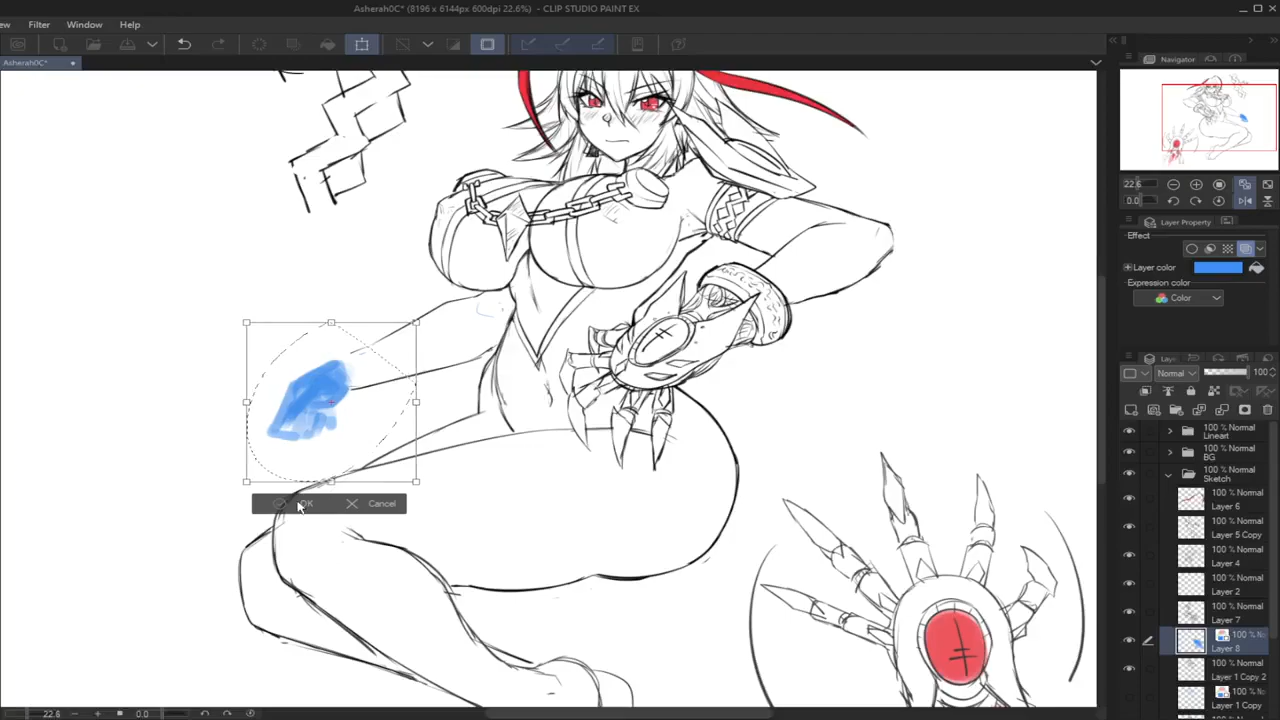 Asherah0C* (8196 x 6144px 600dpi 22.6%) - CLIP STUDIO PAINT EX
Filter Window Help
Asherah0C*
Navigator
22.6
0.0
Layer Property
Effect
Layer color
Expression color
Color
Normal 100
100 % Normal
Lineart
100 % Normal
BG
100 % Normal
Sketch
100 % Normal
Layer 6
100 % Normal
Layer 5 Copy
100 % Normal
Layer 4
100 % Normal
Layer 2
100 % Normal
Layer 7
100 %
Layer 8
100 % Normal
Layer 1 Copy 2
100 %
Layer 1 Copy
OK Cancel
22.6 0.0